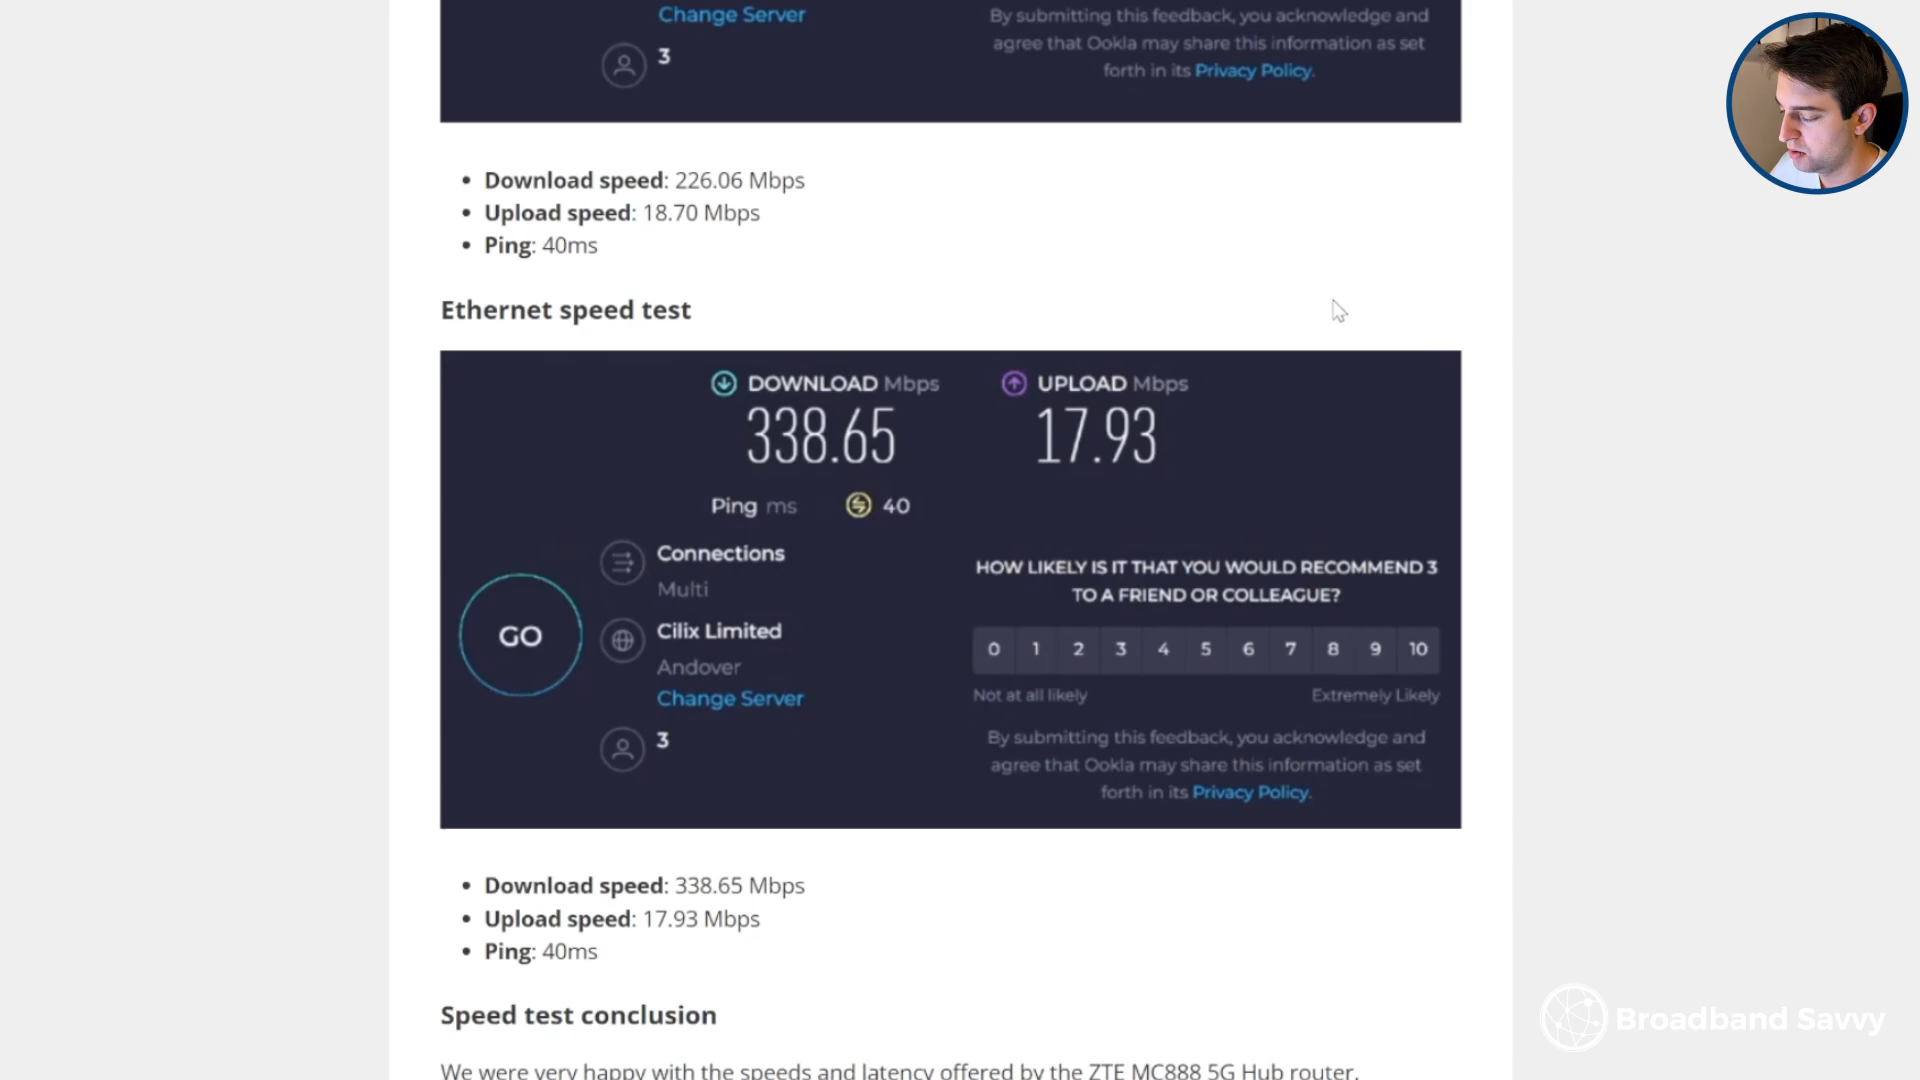 Change Server
3
By submitting this feedback, you acknowledge and
agree that Ookla may share this information as set
forth in its Privacy Policy.
• Download speed: 226.06 Mbps
• Upload speed: 18.70 Mbps
• Ping: 40ms
Ethernet speed test
DOWNLOAD Mbps
338.65
UPLOAD Mbps
17.93
Ping ms 40
GO
Connections
Multi
Cilix Limited
Andover
Change Server
3
HOW LIKELY IS IT THAT YOU WOULD RECOMMEND 3
TO A FRIEND OR COLLEAGUE?
0 1 2 3 4 5 6 7 8 9 10
Not at all likely Extremely Likely
By submitting this feedback, you acknowledge and
agree that Ookla may share this information as set
forth in its Privacy Policy.
• Download speed: 338.65 Mbps
• Upload speed: 17.93 Mbps
• Ping: 40ms
Speed test conclusion
We were very happy with the speeds and latency offered by the ZTE MC888 5G Hub router.
Broadband Savvy